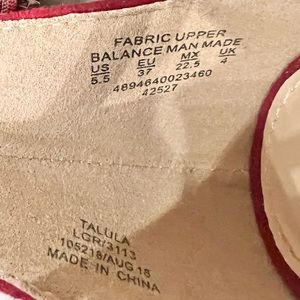 FABRIC UPPER
BALANCE MAN MADE
US EU MX UK
5.5 37 22.5 4
4894640023460
42527
TALULA
LGR/3113
105218/AUG 15
MADE IN CHINA